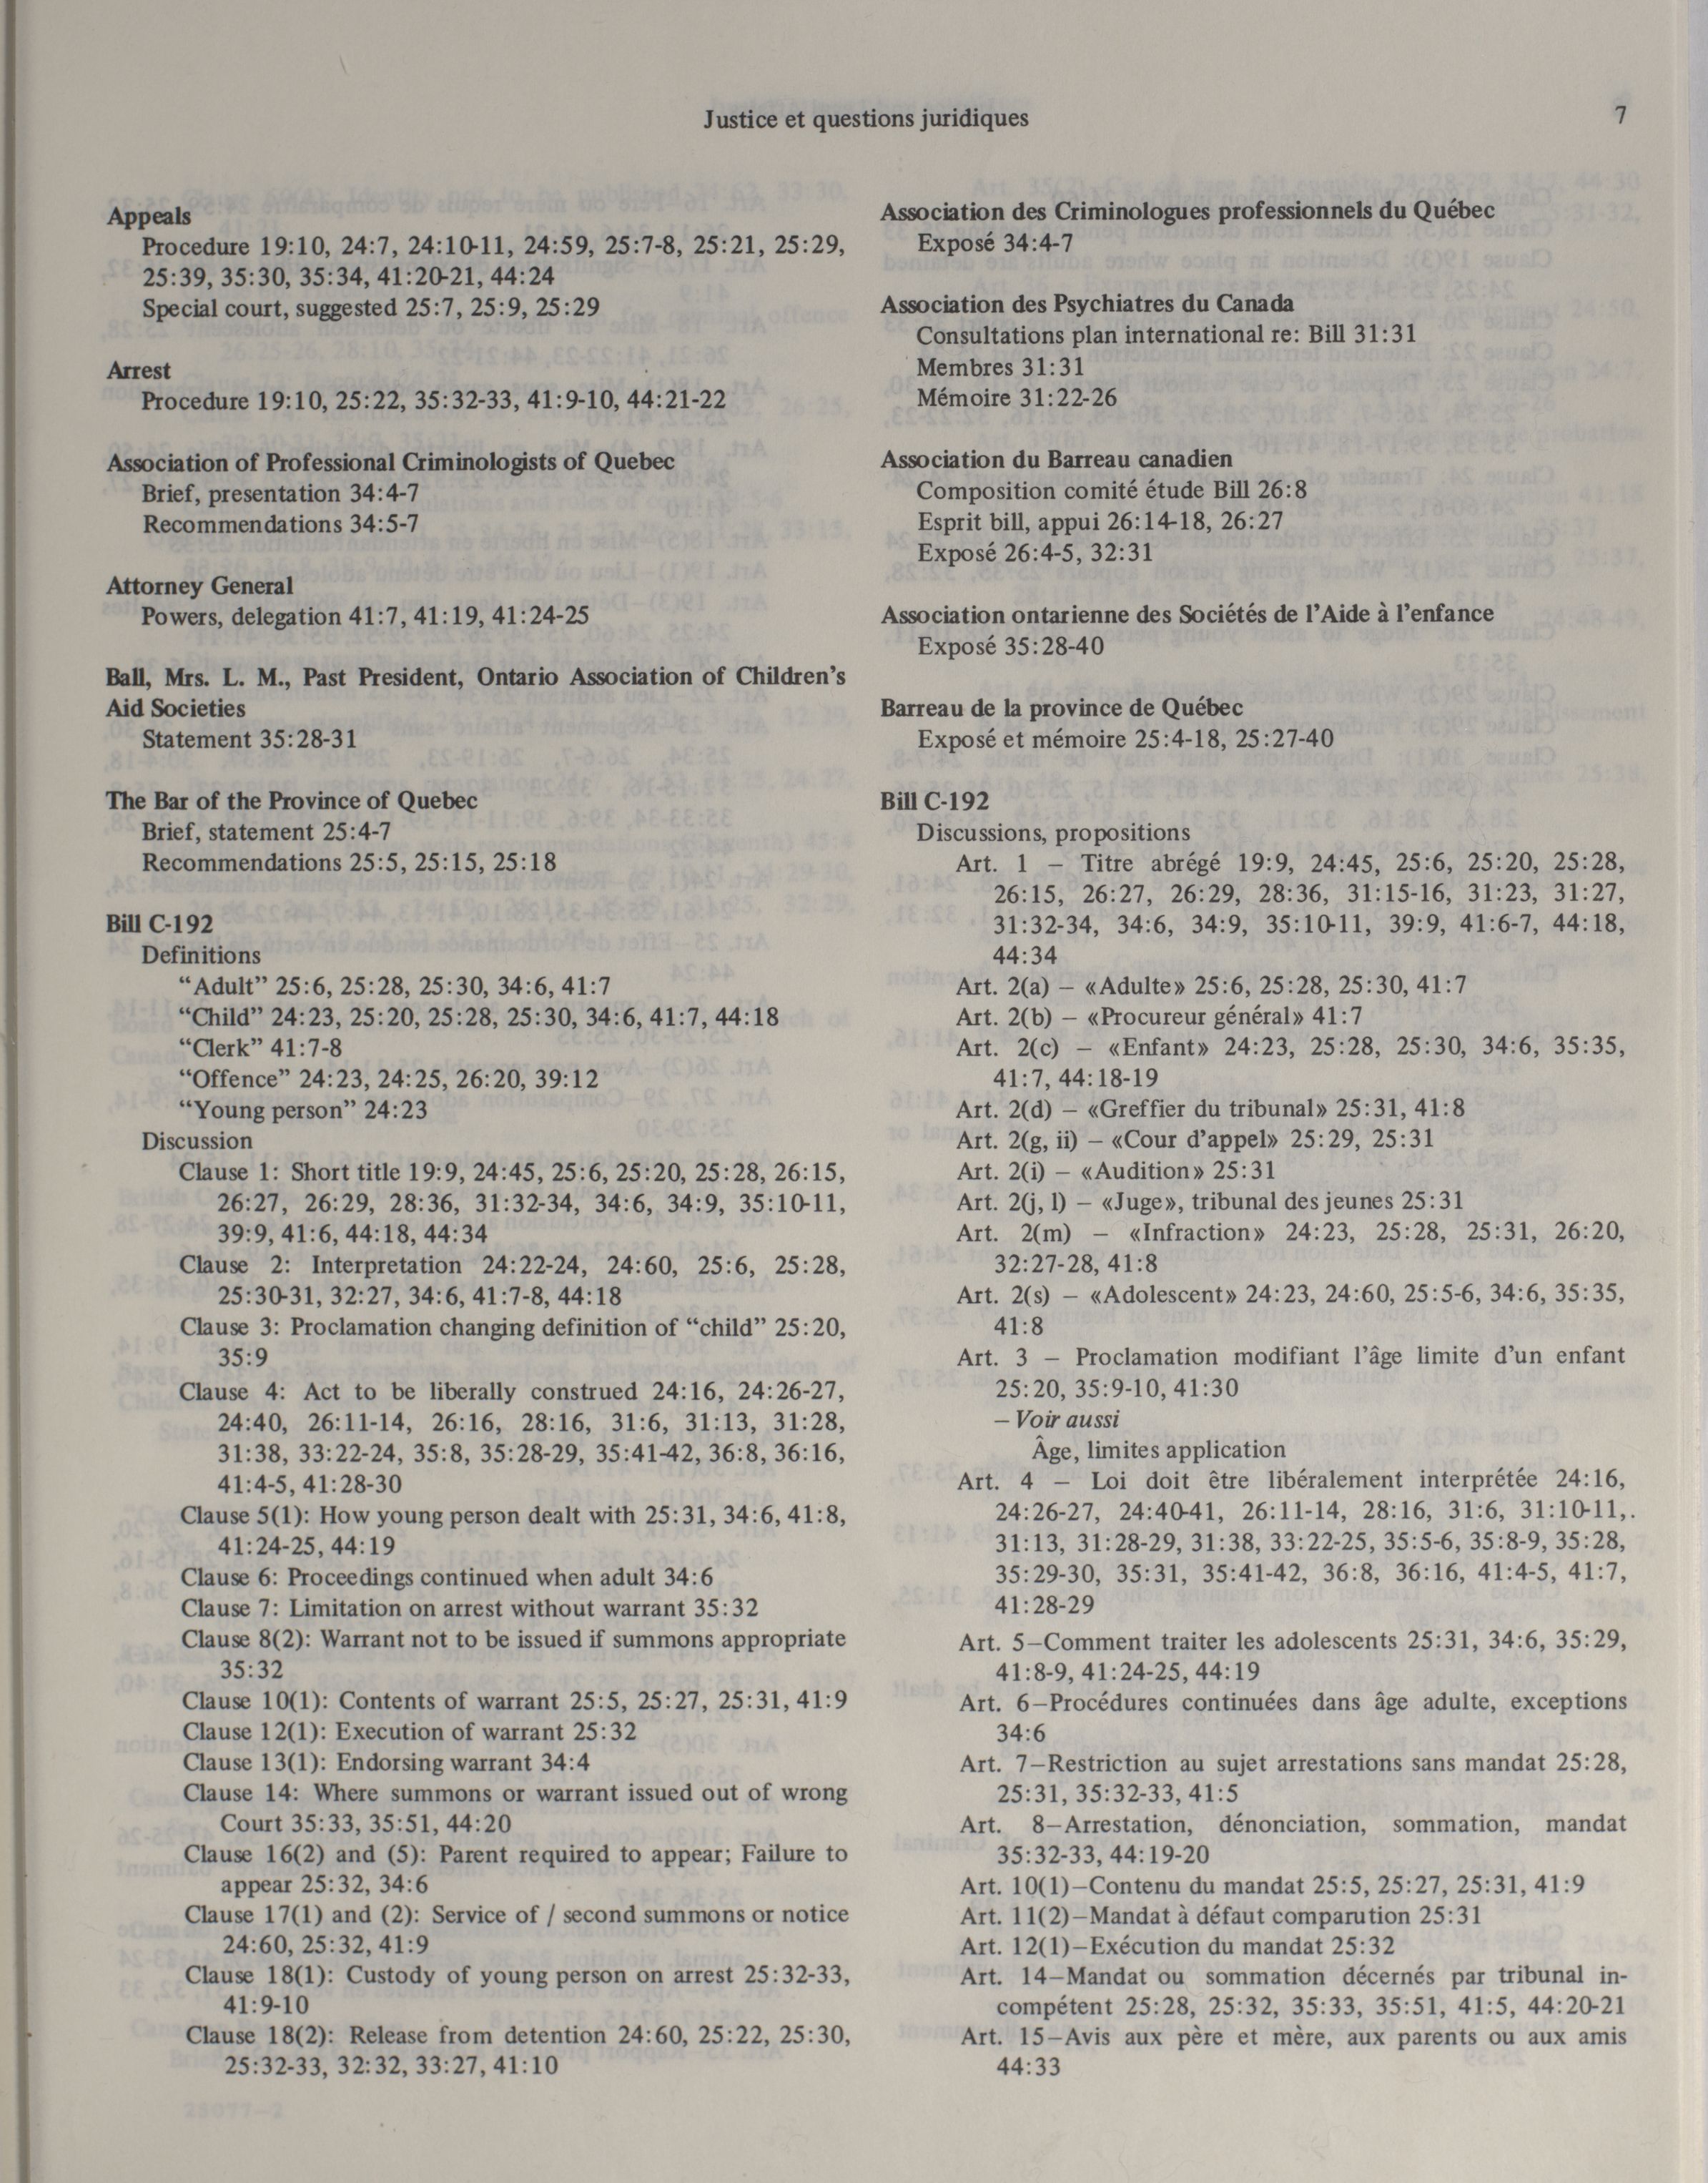 Justice et questions juridiques
7
Appeals
Procedure 19:10, 24:7, 24:10-11, 24:59, 25:7-8, 25:21, 25:29,
25:39, 35:30, 35:34, 41:20-21, 44:24
Special court, suggested 25:7, 25:9, 25:29
Arrest
Procedure 19:10, 25:22, 35:32-33, 41:9-10, 44:21-22
Association of Professional Criminologists of Quebec
Brief, presentation 34:4-7
Recommendations 34:5-7
Attorney General
Powers, delegation 41:7, 41:19, 41:24-25
Ball, Mrs. L. M., Past President, Ontario Association of Children's
Aid Societies
Statement 35:28-31
The Bar of the Province of Quebec
Brief, statement 25:4-7
Recommendations 25:5, 25:15, 25:18
Bill C-192
Definitions
“Adult” 25:6, 25:28, 25:30, 34:6, 41:7
“Child” 24:23, 25:20, 25:28, 25:30, 34:6, 41:7, 44:18
“Clerk” 41:7-8
“Offence” 24:23, 24:25, 26:20, 39:12
“Young person” 24:23
Discussion
Clause 1: Short title 19:9, 24:45, 25:6, 25:20, 25:28, 26:15,
26:27, 26:29, 28:36, 31:32-34, 34:6, 34:9, 35:10-11,
39:9, 41:6, 44:18, 44:34
Clause 2: Interpretation 24:22-24, 24:60, 25:6, 25:28,
25:30-31, 32:27, 34:6, 41:7-8, 44:18
Clause 3: Proclamation changing definition of “child” 25:20,
35:9
Clause 4: Act to be liberally construed 24:16, 24:26-27,
24:40, 26:11-14, 26:16, 28:16, 31:6, 31:13, 31:28,
31:38, 33:22-24, 35:8, 35:28-29, 35:41-42, 36:8, 36:16,
41:4-5, 41:28-30
Clause 5(1): How young person dealt with 25:31, 34:6, 41:8,
41:24-25, 44:19
Clause 6: Proceedings continued when adult 34:6
Clause 7: Limitation on arrest without warrant 35:32
Clause 8(2): Warrant not to be issued if summons appropriate
35:32
Clause 10(1): Contents of warrant 25:5, 25:27, 25:31, 41:9
Clause 12(1): Execution of warrant 25:32
Clause 13(1): Endorsing warrant 34:4
Clause 14: Where summons or warrant issued out of wrong
Court 35:33, 35:51, 44:20
Clause 16(2) and (5): Parent required to appear; Failure to
appear 25:32, 34:6
Clause 17(1) and (2): Service of / second summons or notice
24:60, 25:32, 41:9
Clause 18(1): Custody of young person on arrest 25:32-33,
41:9-10
Clause 18(2): Release from detention 24:60, 25:22, 25:30,
25:32-33, 32:32, 33:27, 41:10
Association des Criminologues professionnels du Québec
Exposé 34:4-7
Association des Psychiatres du Canada
Consultations plan international re: Bill 31:31
Membres 31:31
Mémoire 31:22-26
Association du Barreau canadien
Composition comité étude Bill 26:8
Esprit bill, appui 26:14-18, 26:27
Exposé 26:4-5, 32:31
Association ontarienne des Sociétés de l'Aide à l'enfance
Exposé 35:28-40
Barreau de la province de Québec
Exposé et mémoire 25:4-18, 25:27-40
Bill C-192
Discussions, propositions
Art. 1 – Titre abrégé 19:9, 24:45, 25:6, 25:20, 25:28,
26:15, 26:27, 26:29, 28:36, 31:15-16, 31:23, 31:27,
31:32-34, 34:6, 34:9, 35:10-11, 39:9, 41:6-7, 44:18,
44:34
Art. 2(a) – «Adulte» 25:6, 25:28, 25:30, 41:7
Art. 2(b) – «Procureur général» 41:7
Art. 2(c) – «Enfant» 24:23, 25:28, 25:30, 34:6, 35:35,
41:7, 44:18-19
Art. 2(d) – «Greffier du tribunal» 25:31, 41:8
Art. 2(g, ii) – «Cour d'appel» 25:29, 25:31
Art. 2(i) – «Audition» 25:31
Art. 2(j, l) – «Juge», tribunal des jeunes 25:31
Art. 2(m) – «Infraction» 24:23, 25:28, 25:31, 26:20,
32:27-28, 41:8
Art. 2(s) – «Adolescent» 24:23, 24:60, 25:5-6, 34:6, 35:35,
41:8
Art. 3 – Proclamation modifiant l'âge limite d'un enfant
25:20, 35:9-10, 41:30
– Voir aussi
Âge, limites application
Art. 4 – Loi doit être libéralement interprétée 24:16,
24:26-27, 24:40-41, 26:11-14, 28:16, 31:6, 31:10-11,.
31:13, 31:28-29, 31:38, 33:22-25, 35:5-6, 35:8-9, 35:28,
35:29-30, 35:31, 35:41-42, 36:8, 36:16, 41:4-5, 41:7,
41:28-29
Art. 5–Comment traiter les adolescents 25:31, 34:6, 35:29,
41:8-9, 41:24-25, 44:19
Art. 6–Procédures continuées dans âge adulte, exceptions
34:6
Art. 7–Restriction au sujet arrestations sans mandat 25:28,
25:31, 35:32-33, 41:5
Art. 8–Arrestation, dénonciation, sommation, mandat
35:32-33, 44:19-20
Art. 10(1)–Contenu du mandat 25:5, 25:27, 25:31, 41:9
Art. 11(2)–Mandat à défaut comparution 25:31
Art. 12(1)–Exécution du mandat 25:32
Art. 14–Mandat ou sommation décernés par tribunal in-
compétent 25:28, 25:32, 35:33, 35:51, 41:5, 44:20-21
Art. 15–Avis aux père et mère, aux parents ou aux amis
44:33